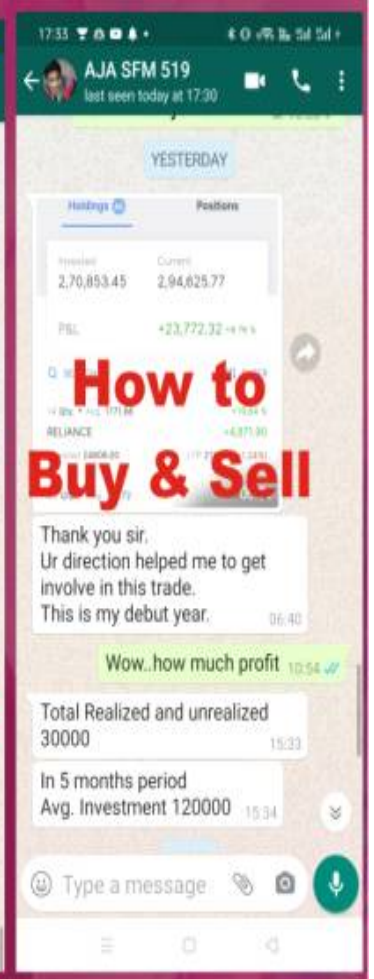 17:33
AJA SFM 519
last seen today at 17:30
YESTERDAY
Holdings
Positions
Invested
Current
2,70,853.45
2,94,625.77
P&L
+23,772.32
How to
RELIANCE
Buy & Sell
Thank you sir.
Ur direction helped me to get
involve in this trade.
This is my debut year.
06:40
Wow..how much profit
10:54
Total Realized and unrealized
30000
15:33
In 5 months
period
Avg. Investment 120000
15:34
Type a message